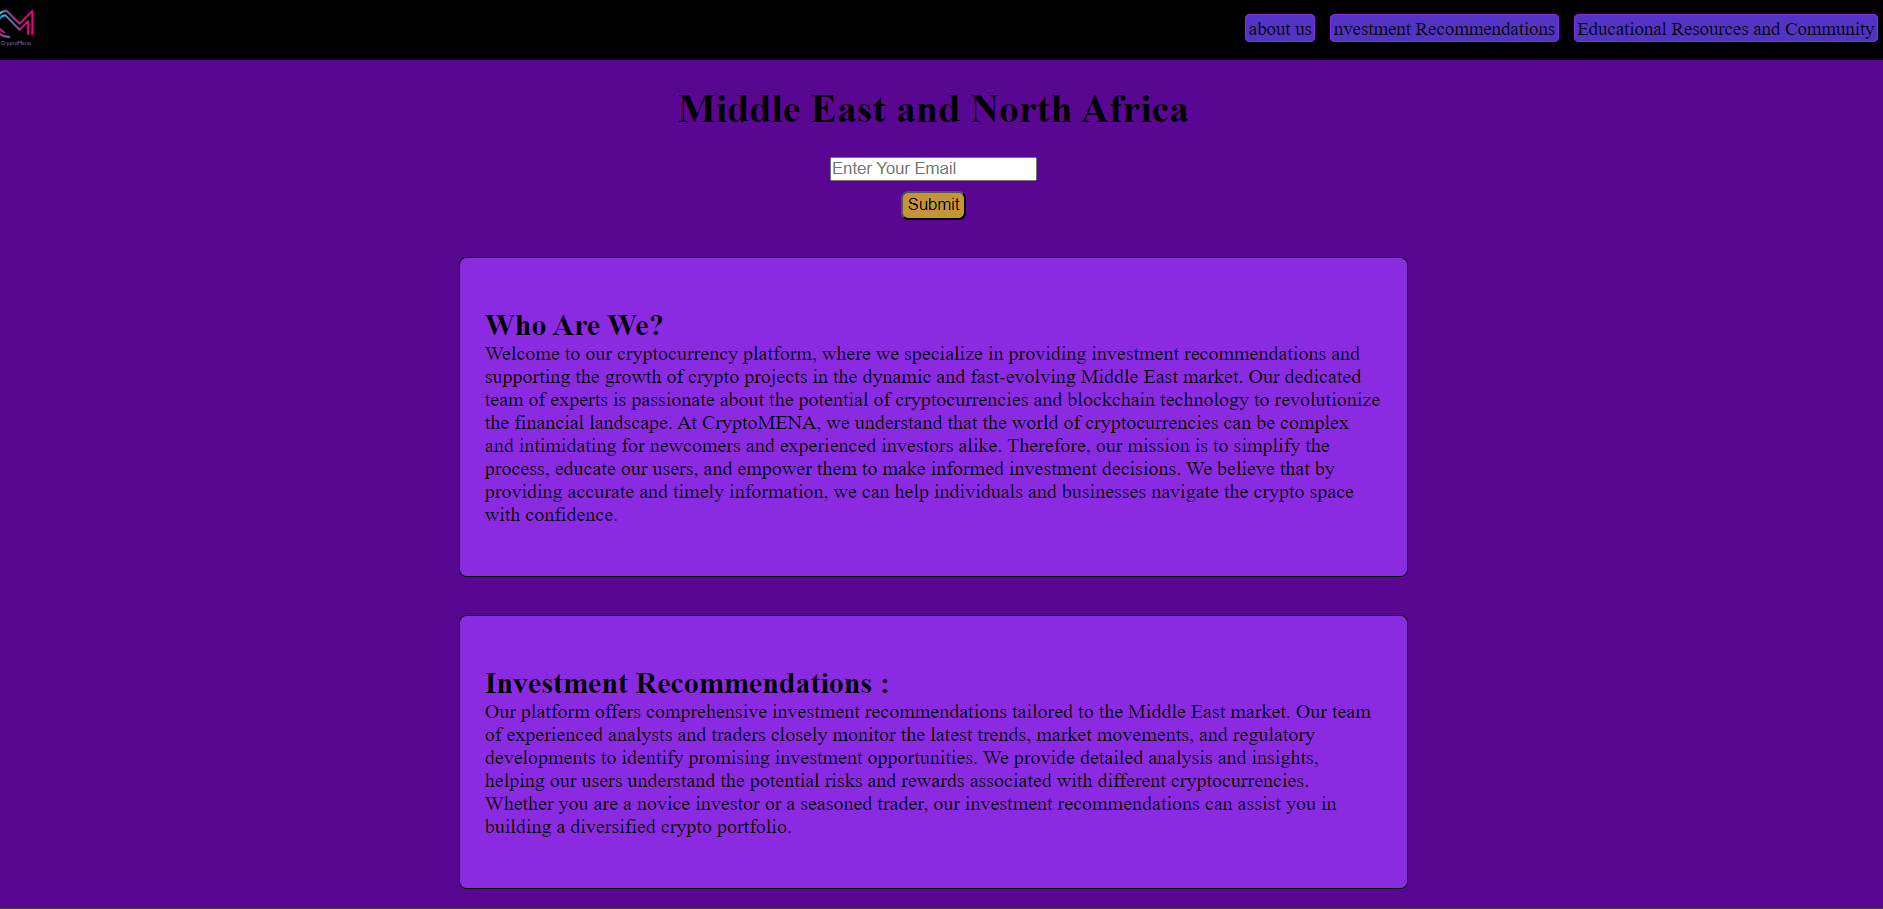 CryproMena
about us
nvestment Recommendations
Educational Resources and Community
Middle East and North Africa
Enter Your Email
Submit
Who Are We?
Welcome to our cryptocurrency platform, where we specialize in providing investment recommendations and
supporting the growth of crypto projects in the dynamic and fast-evolving Middle East market. Our dedicated
team of experts is passionate about the potential of cryptocurrencies and blockchain technology to revolutionize
the financial landscape. At CryptoMENA, we understand that the world of cryptocurrencies can be complex
and intimidating for newcomers and experienced investors alike. Therefore, our mission is to simplify the
process, educate our users, and empower them to make informed investment decisions. We believe that by
providing accurate and timely information, we can help individuals and businesses navigate the crypto space
with confidence.
Investment Recommendations :
Our platform offers comprehensive investment recommendations tailored to the Middle East market. Our team
of experienced analysts and traders closely monitor the latest trends, market movements, and regulatory
developments to identify promising investment opportunities. We provide detailed analysis and insights,
helping our users understand the potential risks and rewards associated with different cryptocurrencies.
Whether you are a novice investor or a seasoned trader, our investment recommendations can assist you in
building a diversified crypto portfolio.